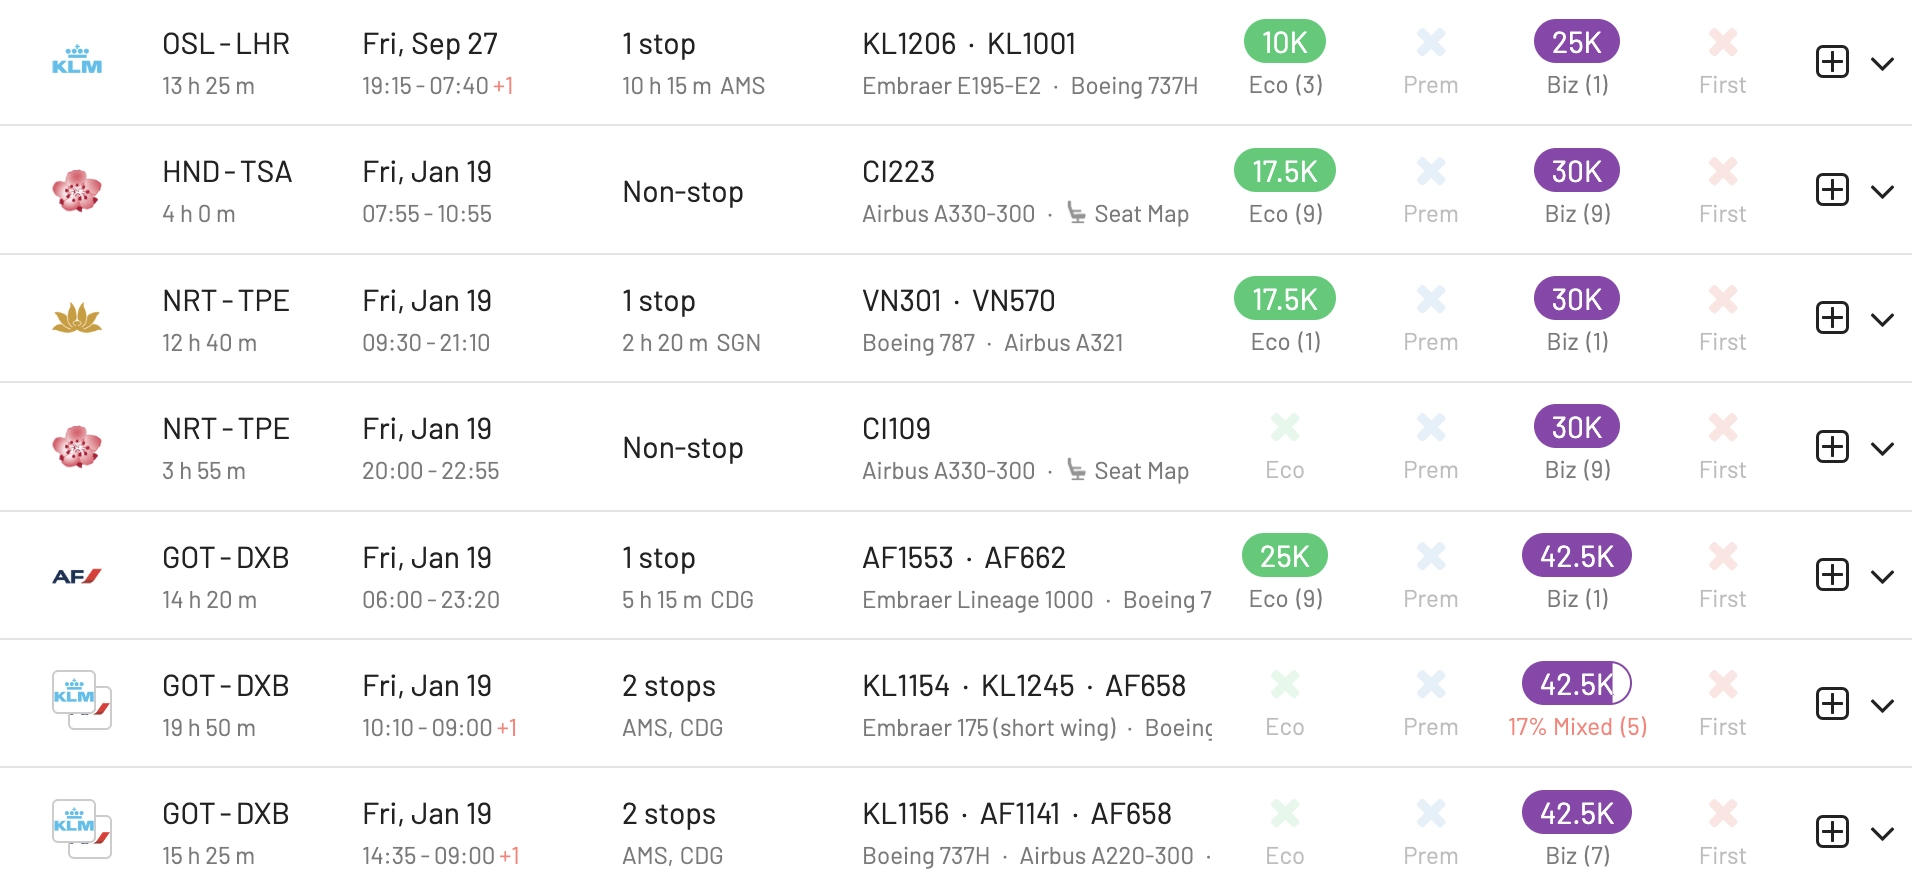 KLM OSL - LHR Fri, Sep 27 1 stop KL1206 · KL1001 10K 25K
13 h 25 m 19:15 - 07:40 +1 10 h 15 m AMS Embraer E195-E2 · Boeing 737H Eco (3) Prem Biz (1) First
HND - TSA Fri, Jan 19 Non-stop CI223 17.5K 30K
4 h 0 m 07:55 - 10:55 Airbus A330-300 · Seat Map Eco (9) Prem Biz (9) First
NRT - TPE Fri, Jan 19 1 stop VN301 · VN570 17.5K 30K
12 h 40 m 09:30 - 21:10 2 h 20 m SGN Boeing 787 · Airbus A321 Eco (1) Prem Biz (1) First
NRT - TPE Fri, Jan 19 Non-stop CI109 30K
3 h 55 m 20:00 - 22:55 Airbus A330-300 · Seat Map Eco Prem Biz (9) First
AF GOT - DXB Fri, Jan 19 1 stop AF1553 · AF662 25K 42.5K
14 h 20 m 06:00 - 23:20 5 h 15 m CDG Embraer Lineage 1000 · Boeing 7 Eco (9) Prem Biz (1) First
KLM GOT - DXB Fri, Jan 19 2 stops KL1154 · KL1245 · AF658 42.5K
19 h 50 m 10:10 - 09:00 +1 AMS, CDG Embraer 175 (short wing) · Boeing Eco Prem 17% Mixed (5) First
KLM GOT - DXB Fri, Jan 19 2 stops KL1156 · AF1141 · AF658 42.5K
15 h 25 m 14:35 - 09:00 +1 AMS, CDG Boeing 737H · Airbus A220-300 · Eco Prem Biz (7) First